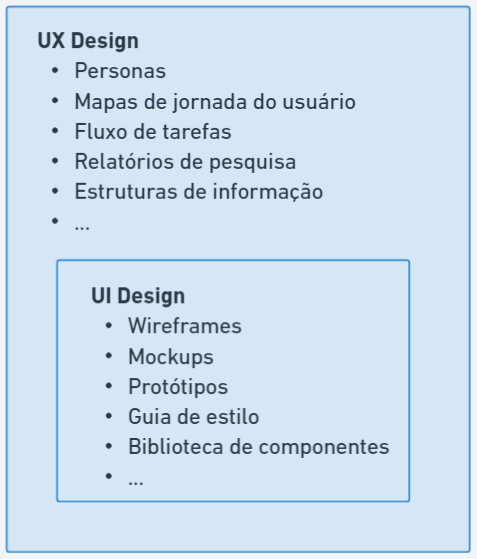 UX Design
• Personas
• Mapas de jornada do usuário
• Fluxo de tarefas
• Relatórios de pesquisa
• Estruturas de informação
• ...
UI Design
• Wireframes
• Mockups
• Protótipos
• Guia de estilo
• Biblioteca de componentes
• ...